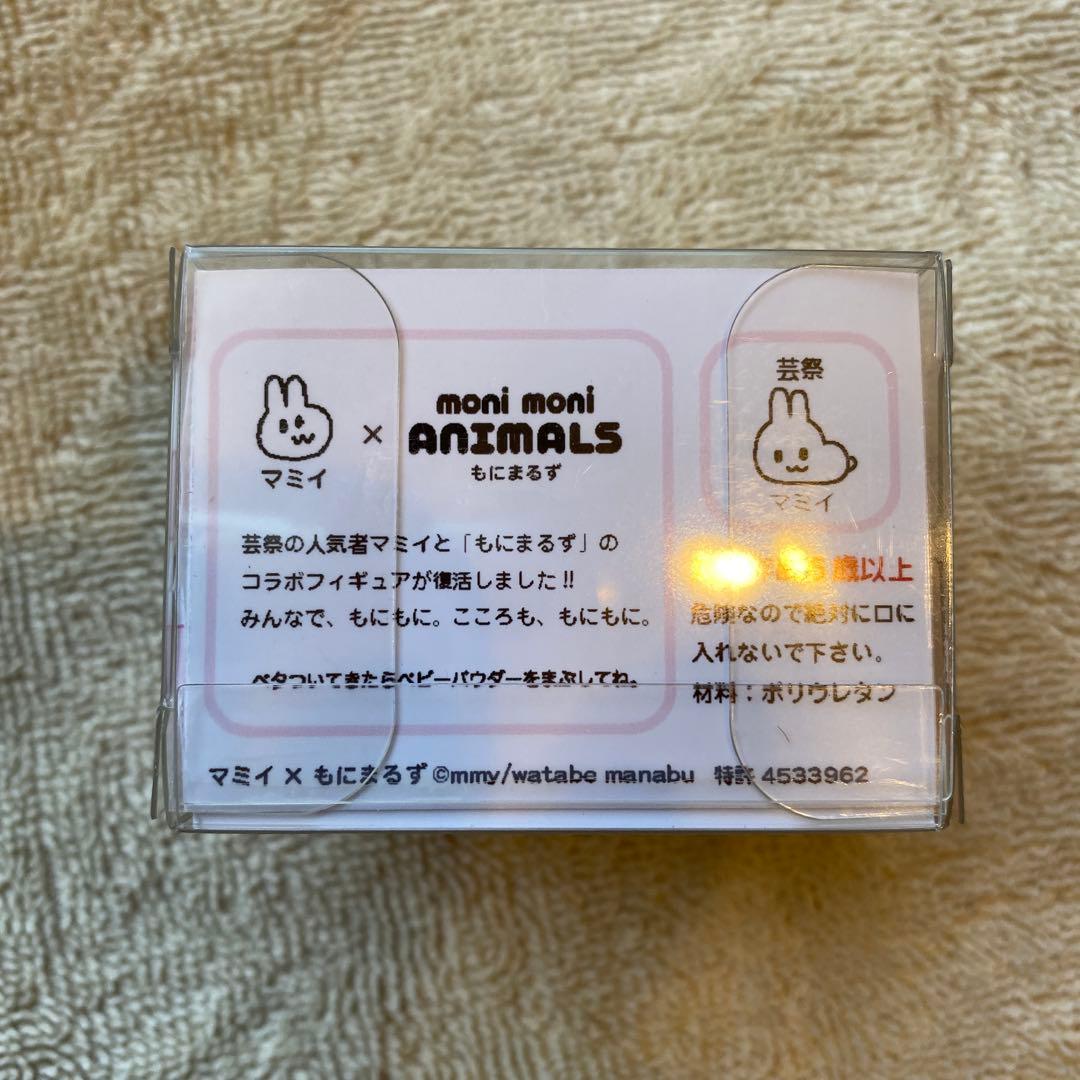 マミイ
×
moni moni
ANIMALS
もにまるず
芸祭の人気者マミイと「もにまるず」の
コラボフィギュアが復活しました!!
みんなで、もにもに。こころも、もにもに。
ベタついてきたらベビーパウダーをまぶしてね。
芸祭
マミイ
歳以上
危険なので絶対に口に
入れないで下さい。
材料：ポリウレタン
マミイ × もにまるず ©mmy/watabe manabu 特許 4533962